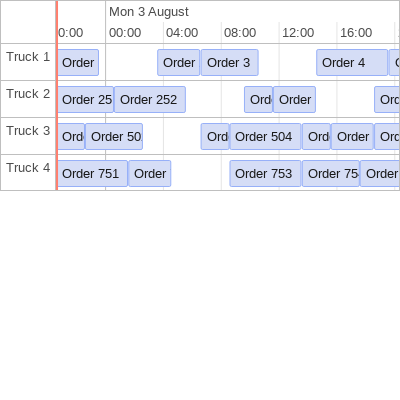 Mon 3 August
0:00 00:00 04:00 08:00 12:00 16:00
Truck 1 Order Order Order 3 Order 4
Truck 2 Order 25 Order 252 Ord Order Ord
Truck 3 Ord Order 50 Ord Order 504 Ord Order Ord
Truck 4 Order 751 Order Order 753 Order 75 Order